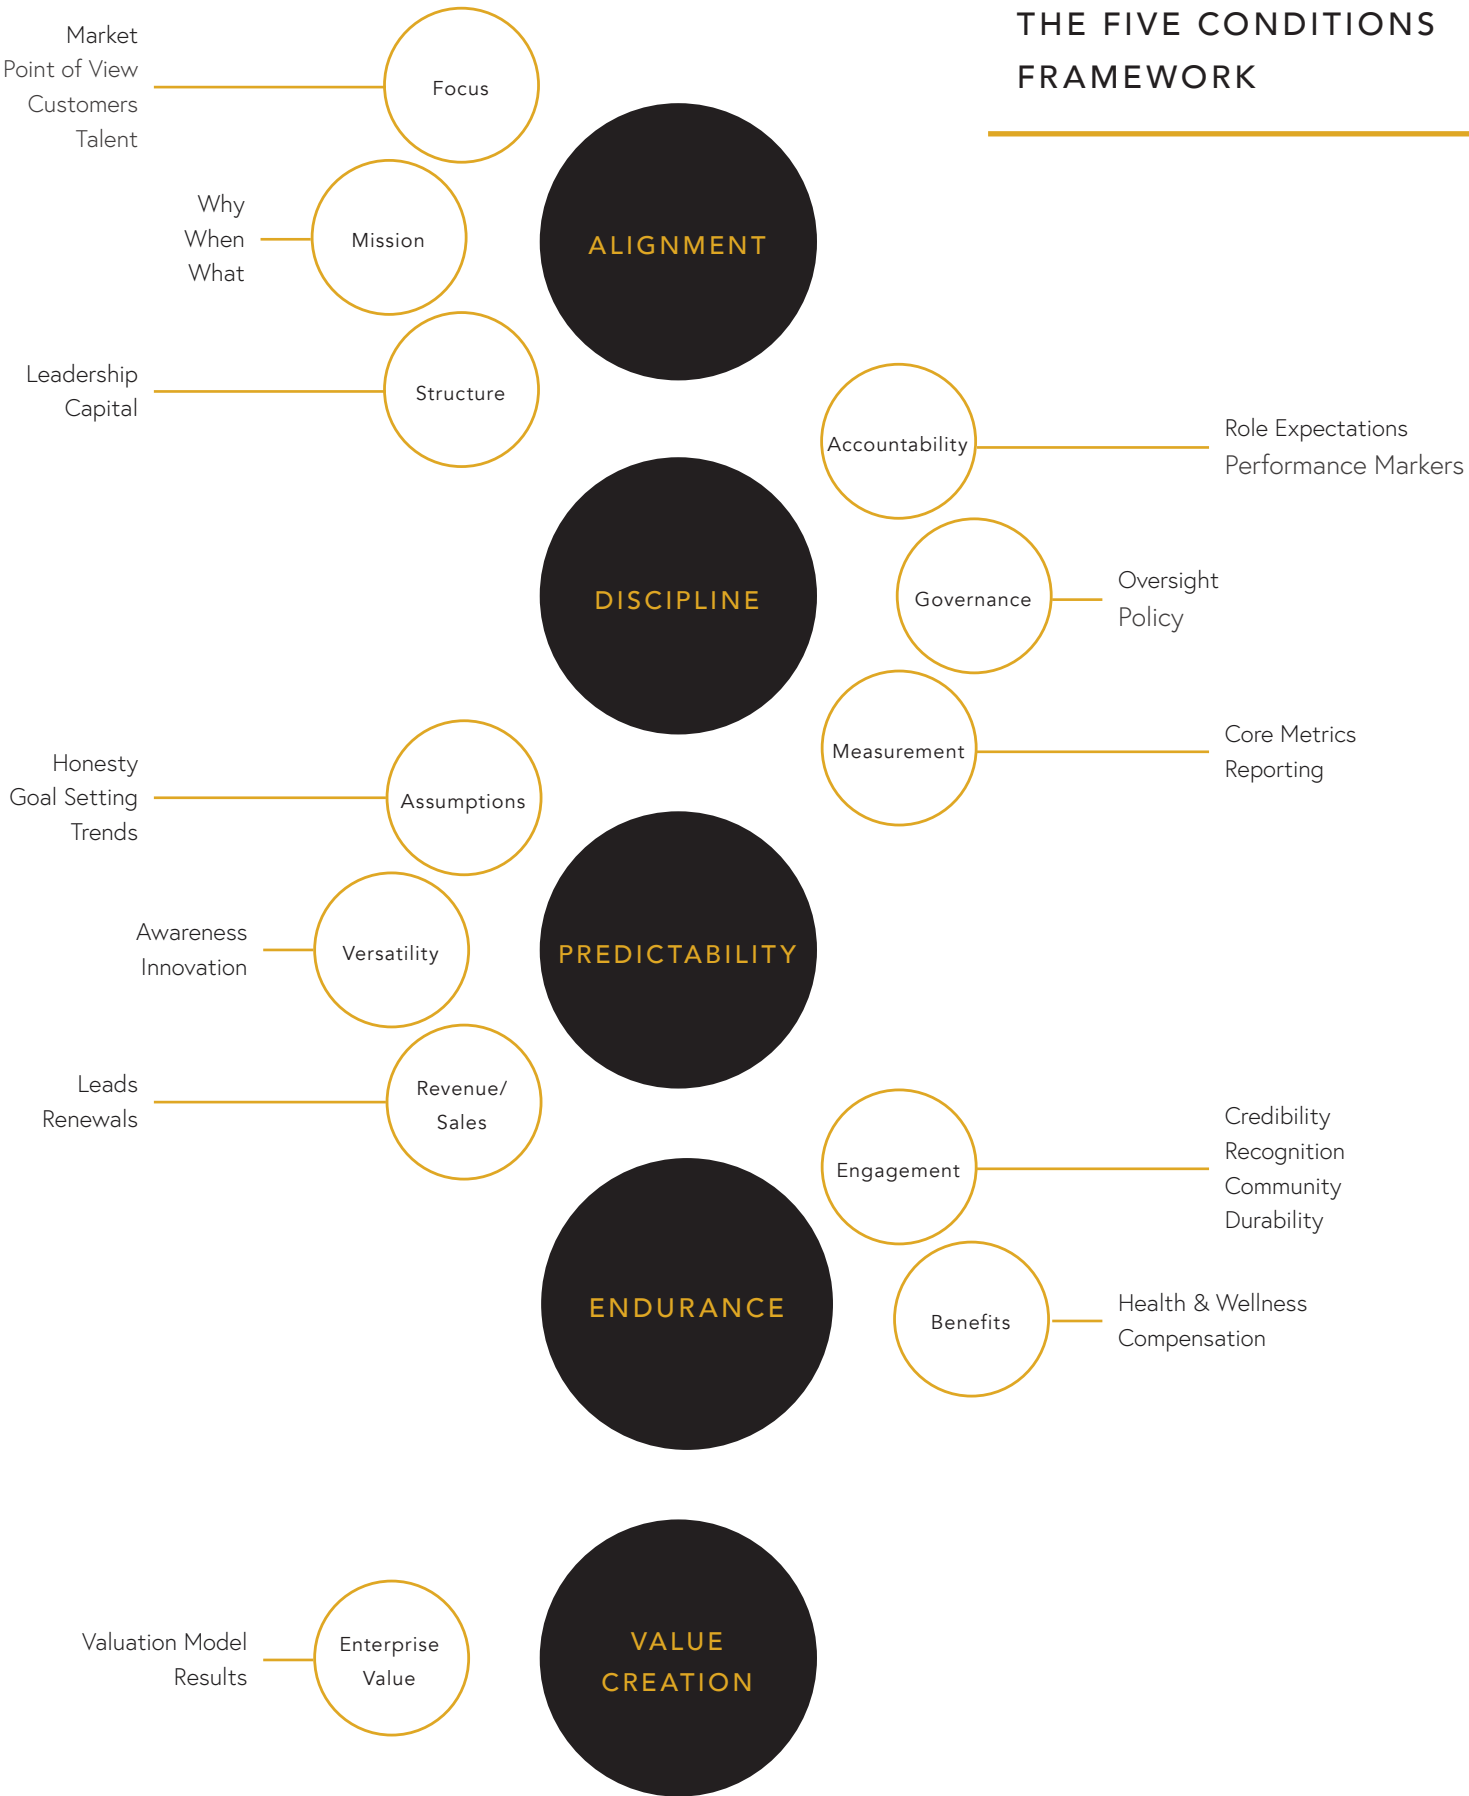 THE FIVE CONDITIONS
FRAMEWORK
Market
Point of View
Customers
Talent
Focus
Why
When
What
Mission
ALIGNMENT
Leadership
Capital
Structure
Accountability
Role Expectations
Performance Markers
DISCIPLINE
Governance
Oversight
Policy
Measurement
Core Metrics
Reporting
Honesty
Goal Setting
Trends
Assumptions
Awareness
Innovation
Versatility
PREDICTABILITY
Leads
Renewals
Revenue/
Sales
Engagement
Credibility
Recognition
Community
Durability
ENDURANCE
Benefits
Health & Wellness
Compensation
Valuation Model
Results
Enterprise
Value
VALUE
CREATION